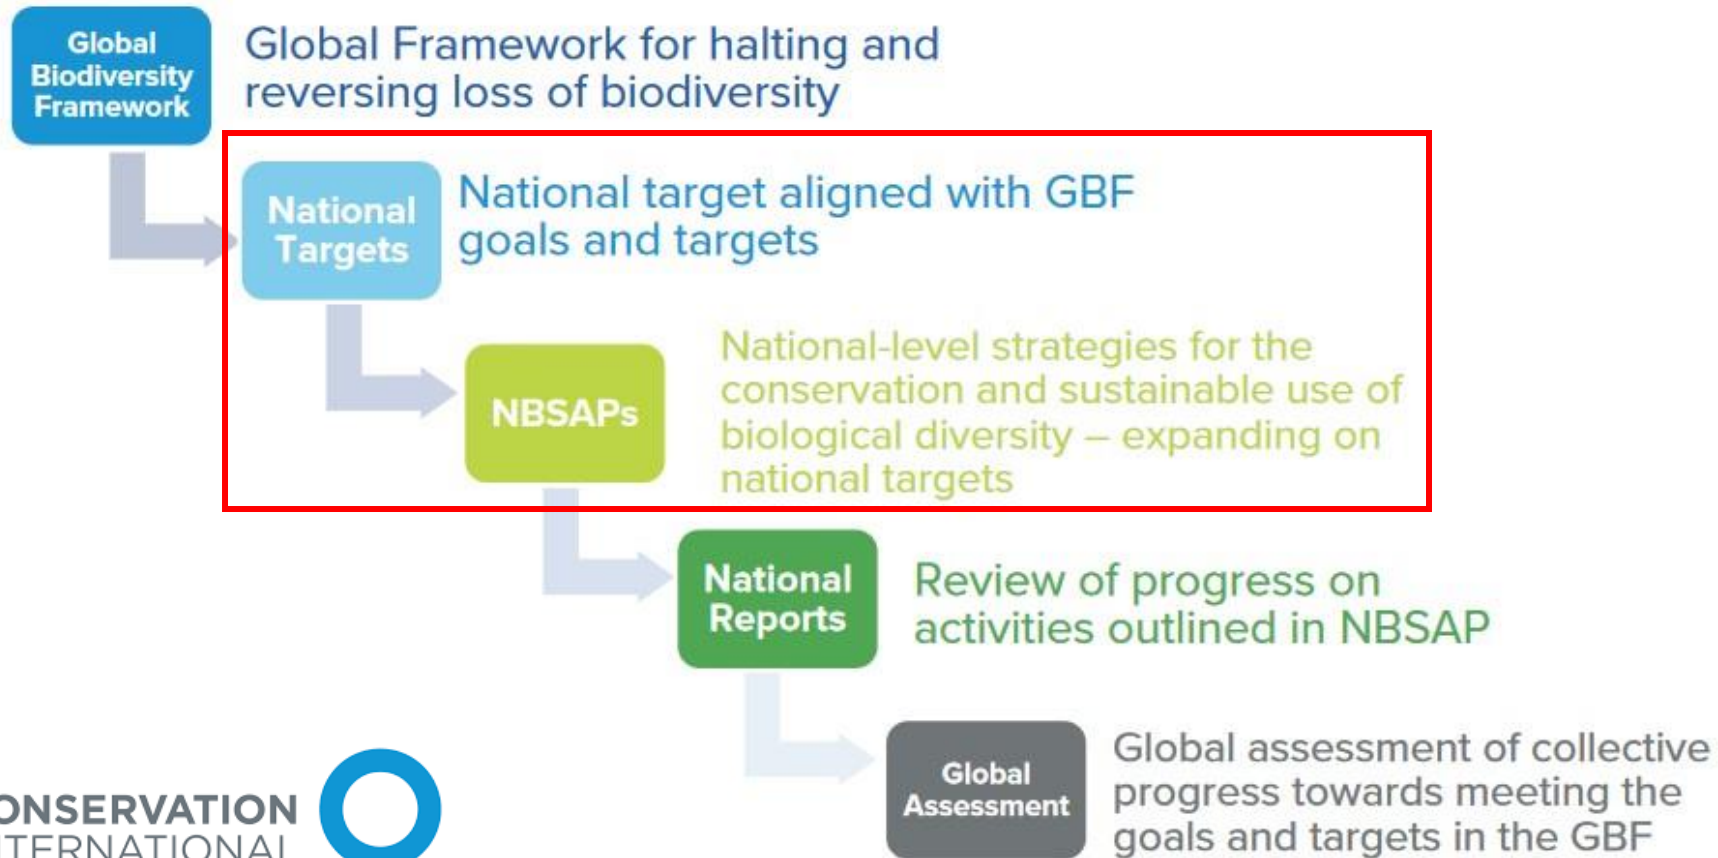 Global
Biodiversity
Framework
Global Framework for halting and
reversing loss of biodiversity
National
Targets
National target aligned with GBF
goals and targets
NBSAPs
National-level strategies for the
conservation and sustainable use of
biological diversity – expanding on
national targets
National
Reports
Review of progress on
activities outlined in NBSAP
Global
Assessment
Global assessment of collective
progress towards meeting the
goals and targets in the GBF
ONSERVATION
NTERNATIONAL